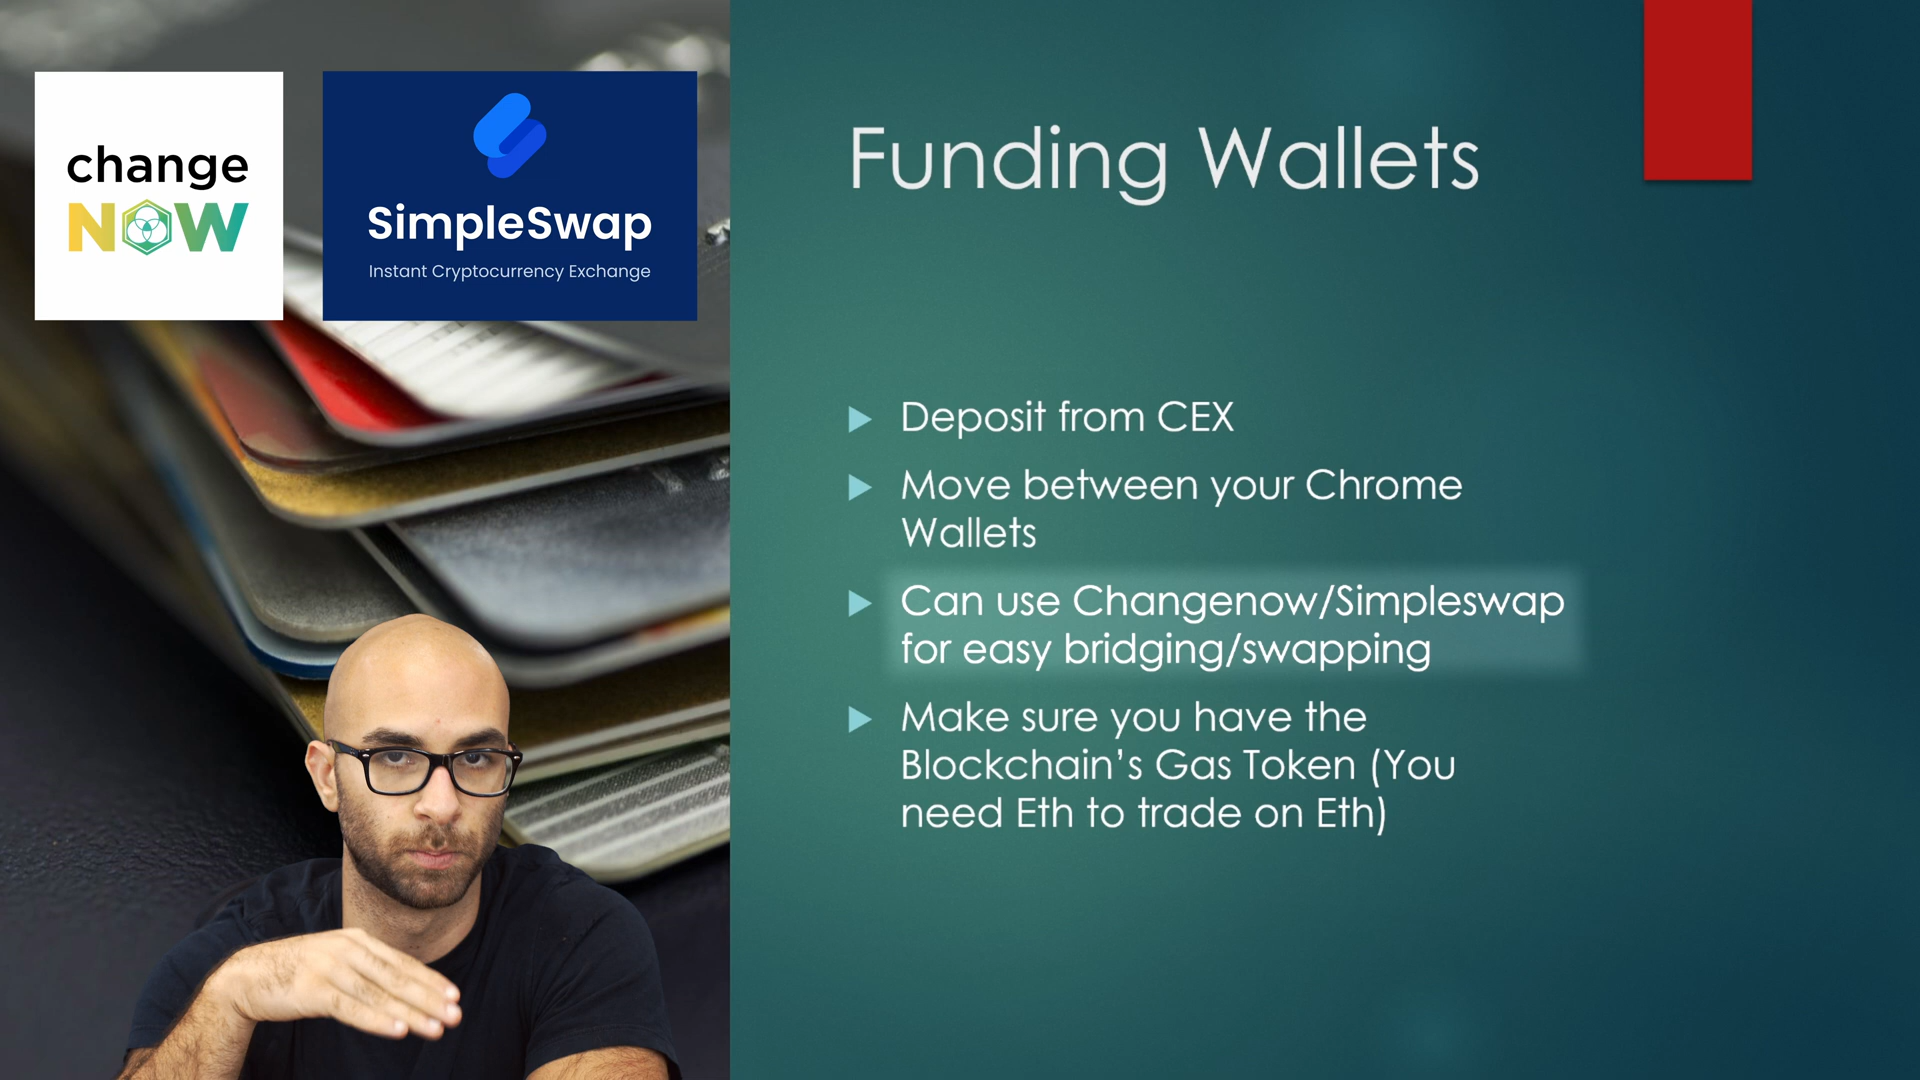 change
NOW
SimpleSwap
Instant Cryptocurrency Exchange
Funding Wallets
Deposit from CEX
Move between your Chrome
Wallets
Can use Changenow/Simpleswap
for easy bridging/swapping
Make sure you have the
Blockchain’s Gas Token (You
need Eth to trade on Eth)